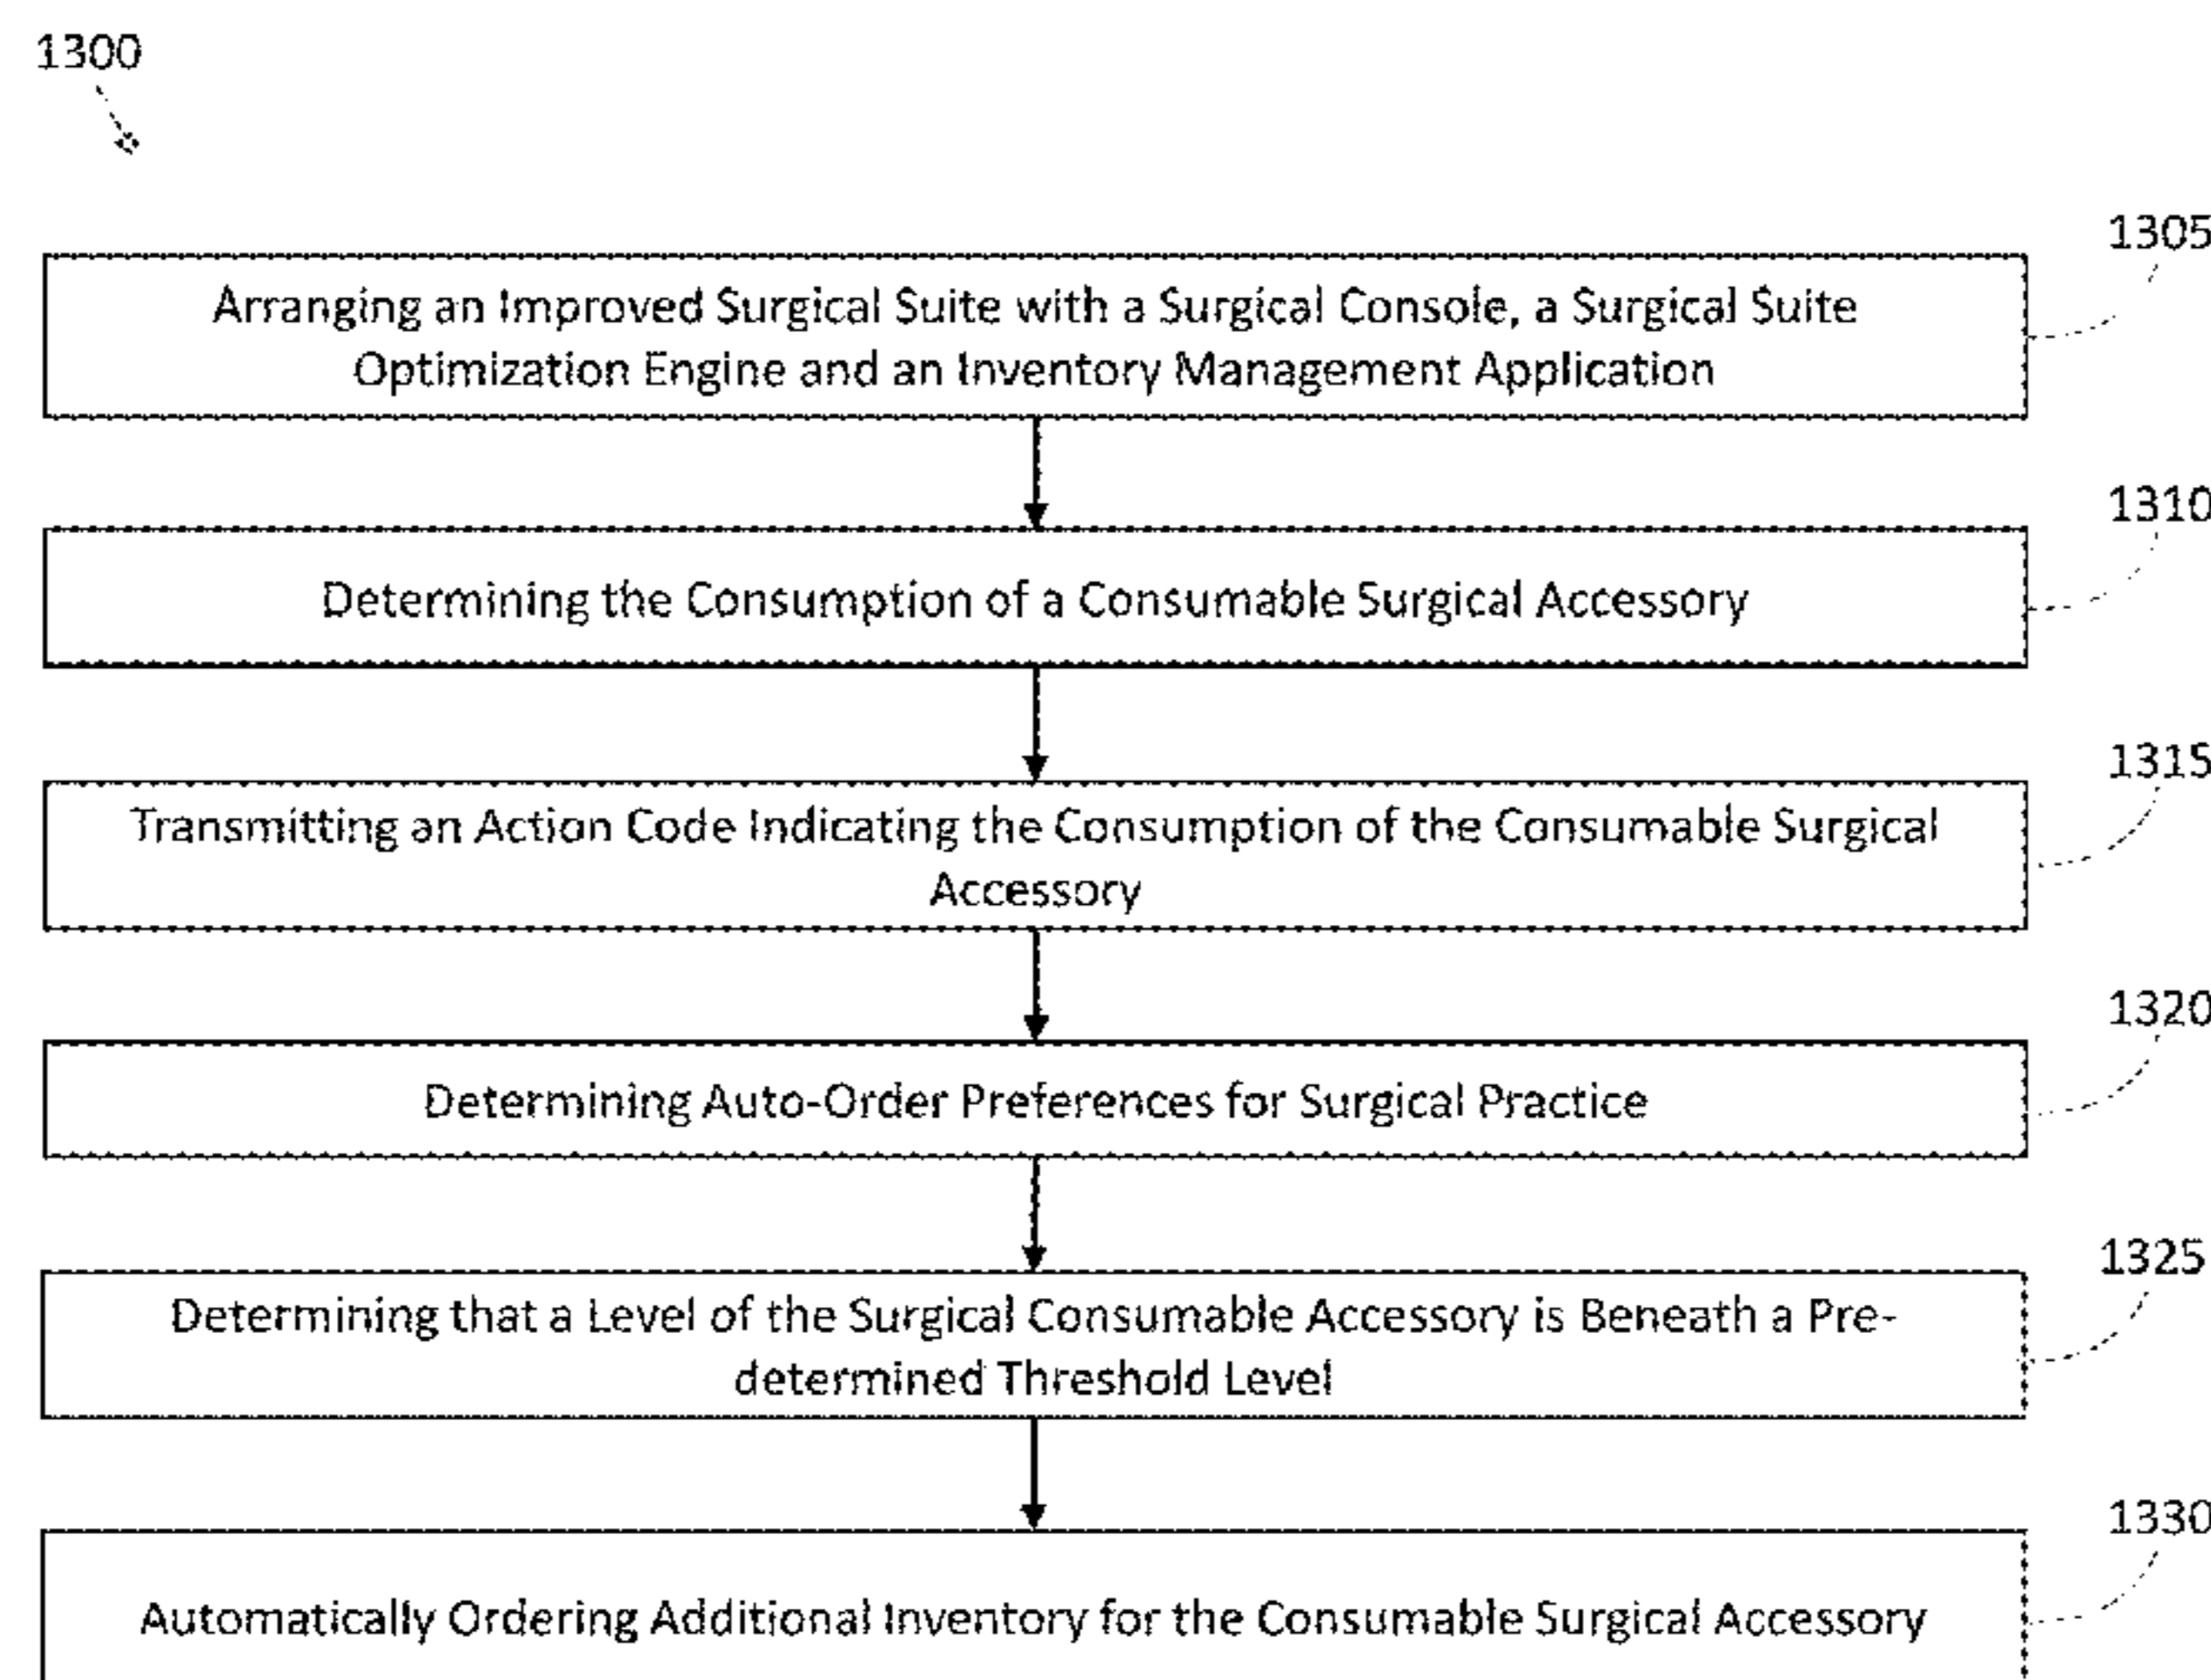 1300
1305
Arranging an Improved Surgical Suite with a Surgical Console, a Surgical Suite
Optimization Engine and an Inventory Management Application
1310
Determining the Consumption of a Consumable Surgical Accessory
1315
Transmitting an Action Code Indicating the Consumption of the Consumable Surgical
Accessory
1320
Determining Auto-Order Preferences for Surgical Practice
1325
Determining that a Level of the Surgical Consumable Accessory is Beneath a Pre-
determined Threshold Level
1330
Automatically Ordering Additional Inventory for the Consumable Surgical Accessory